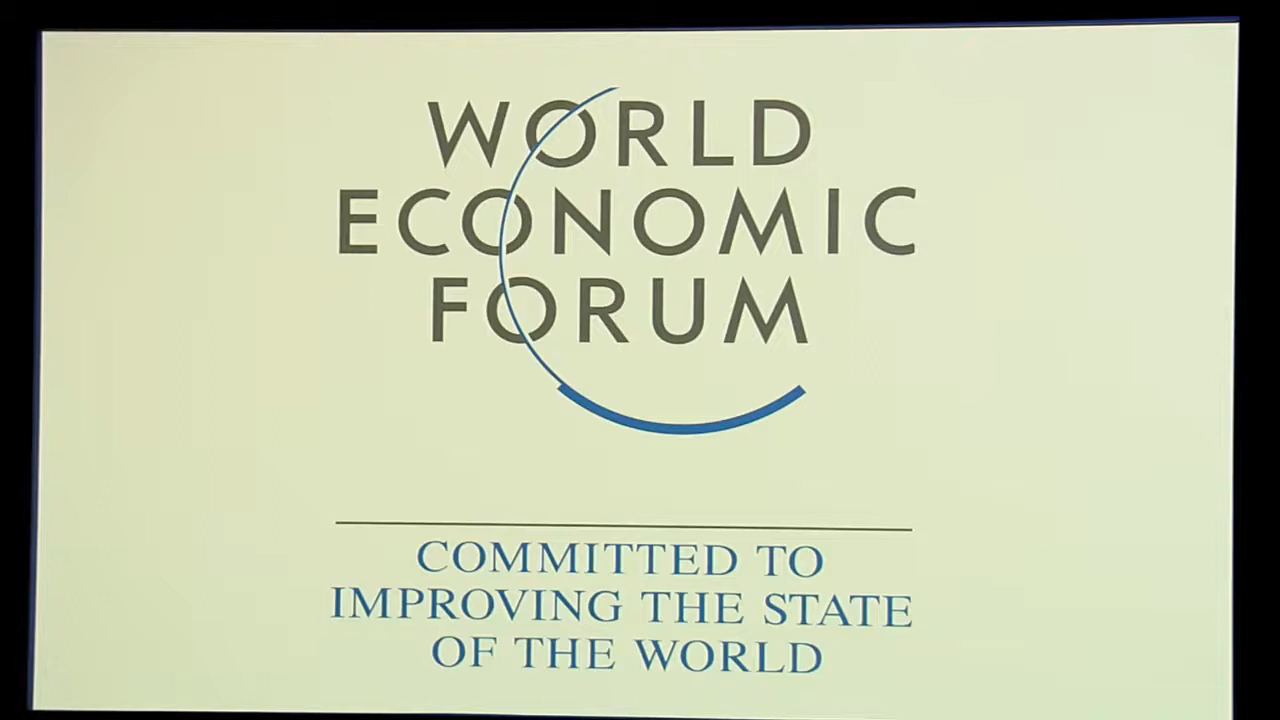 WORLD
ECONOMIC
FORUM
COMMITTED TO
IMPROVING THE STATE
OF THE WORLD